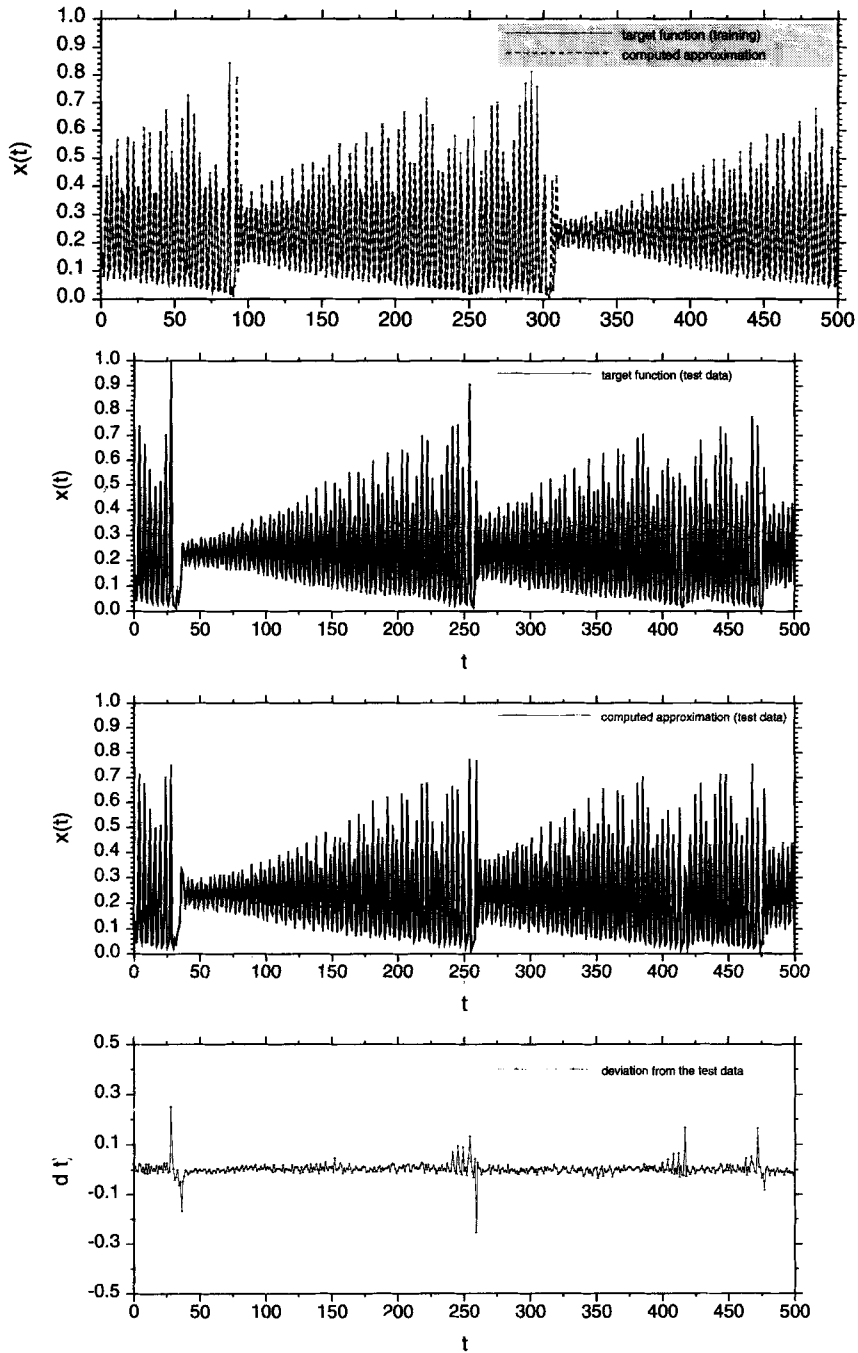 1.0
0.9
0.8
0.7
0.6
0.5
0.4
0.3
0.2
0.1
0.0
x(t)
target function (training)
computed approximation
0 50 100 150 200 250 300 350 400 450 500
1.0
0.9
0.8
0.7
0.6
0.5
0.4
0.3
0.2
0.1
0.0
x(t)
target function (test data)
0 50 100 150 200 250 300 350 400 450 500
t
1.0
0.9
0.8
0.7
0.6
0.5
0.4
0.3
0.2
0.1
0.0
x(t)
computed approximation (test data)
0 50 100 150 200 250 300 350 400 450 500
t
0.5
0.3
0.1
-0.1
-0.3
-0.5
d t)
deviation from the test data
0 50 100 150 200 250 300 350 400 450 500
t